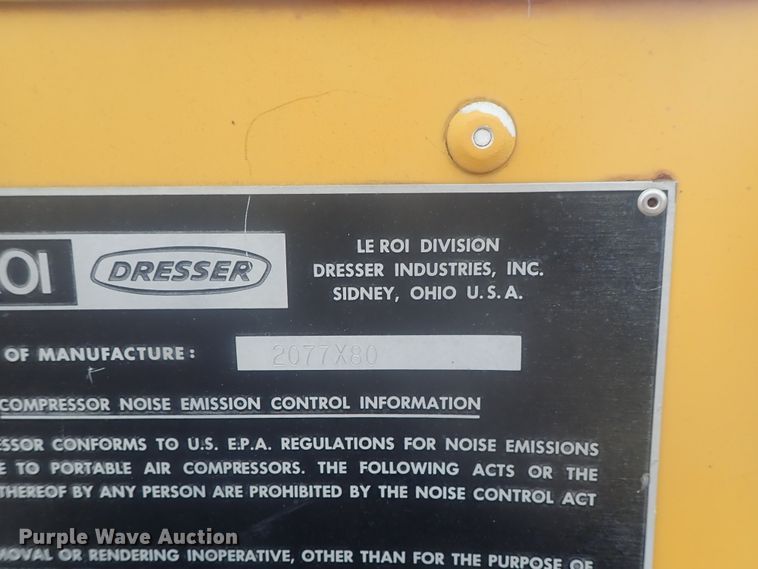 ROI DRESSER
LE ROI DIVISION
DRESSER INDUSTRIES, INC.
SIDNEY, OHIO U.S.A.
OF MANUFACTURE: 2077X80
COMPRESSOR NOISE EMISSION CONTROL INFORMATION
ESSOR CONFORMS TO U.S. E.P.A. REGULATIONS FOR NOISE EMISSIONS
E TO PORTABLE AIR COMPRESSORS. THE FOLLOWING ACTS OR THE
THEREOF BY ANY PERSON ARE PROHIBITED BY THE NOISE CONTROL ACT
Purple Wave Auction
MOVAL OR RENDERING INOPERATIVE, OTHER THAN FOR THE PURPOSE OF